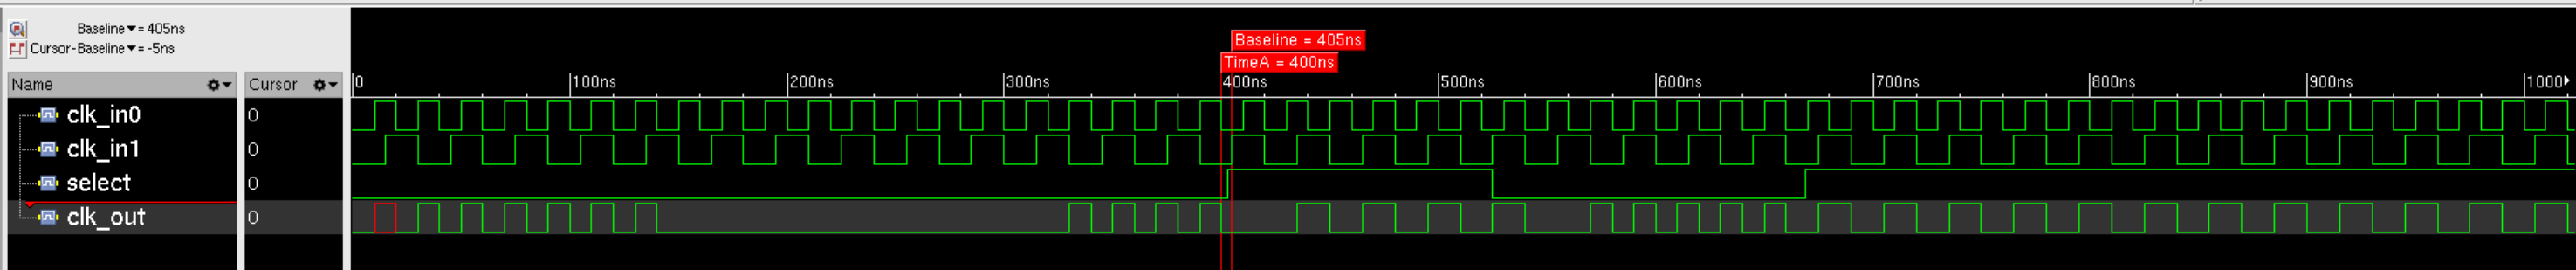 Baseline▼= 405ns
Cursor-Baseline▼= -5ns
Baseline = 405ns
TimeA = 400ns
Name
Cursor
0
100ns
200ns
300ns
400ns
500ns
600ns
700ns
800ns
900ns
1000
clk_in0
0
clk_in1
0
select
0
clk_out
0